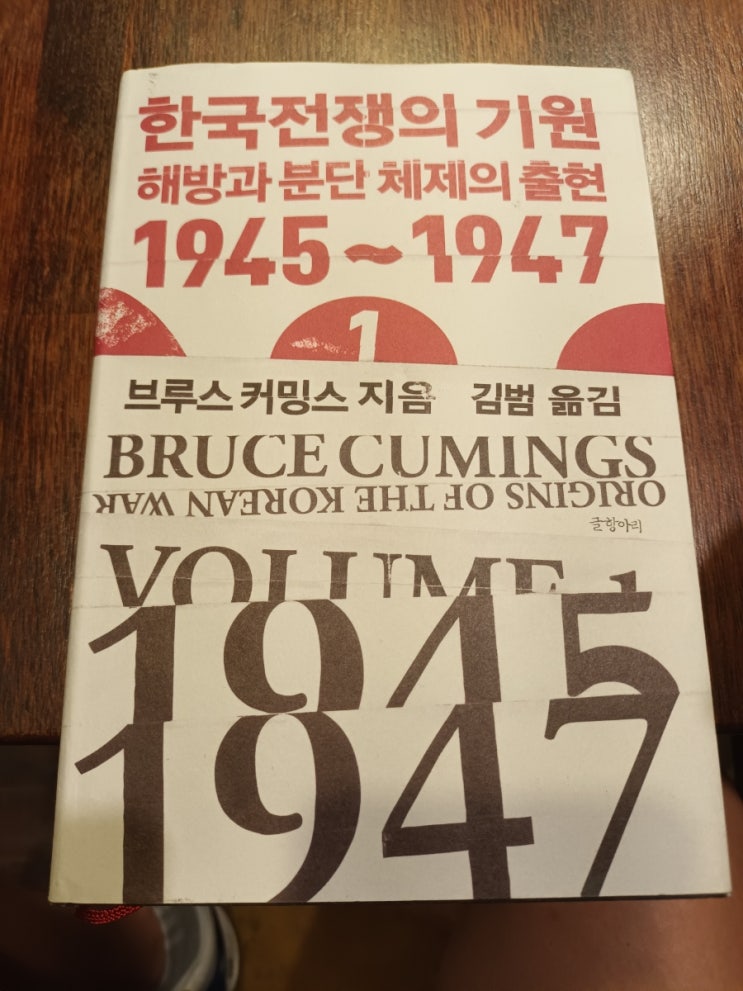 한국전쟁의 기원
해방과 분단 체제의 출현
1945~1947
1
브루스 커밍스 지음 김범 옮김
BRUCE CUMINGS
ORIGINS OF THE KOREAN WAR
글항아리
VOLUME 1
1945
1947